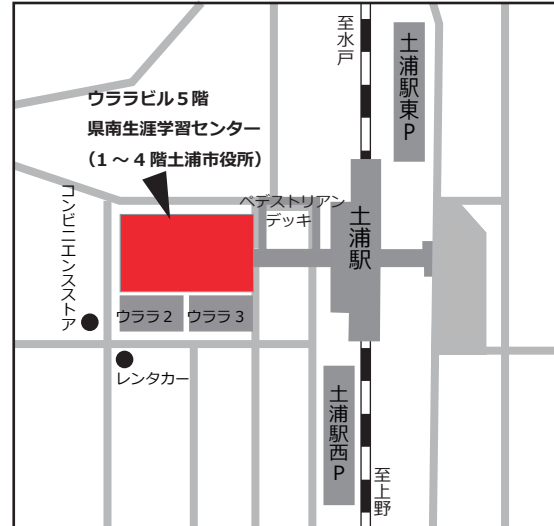 至水戸
土浦駅東P
ウララビル5階
県南生涯学習センター
（1～4階土浦市役所）
コンビニエンスストア
ペデストリアン
デッキ
土浦駅
ウララ2
ウララ3
レンタカー
土浦駅西P
至上野